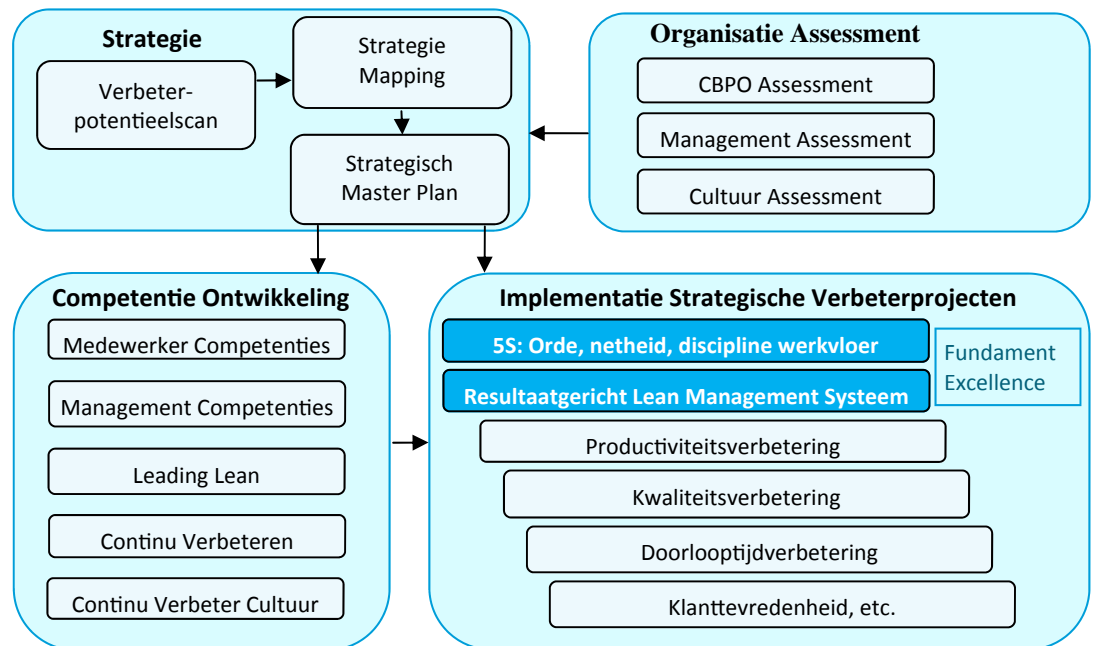 Strategie
Verbeter-
potentieelscan
Strategie
Mapping
Strategisch
Master Plan
Organisatie Assessment
CBPO Assessment
Management Assessment
Cultuur Assessment
Competentie Ontwikkeling
Medewerker Competenties
Management Competenties
Leading Lean
Continu Verbeteren
Continu Verbeter Cultuur
Implementatie Strategische Verbeterprojecten
5S: Orde, netheid, discipline werkvloer
Resultaatgericht Lean Management Systeem
Fundament
Excellence
Productiviteitsverbetering
Kwaliteitsverbetering
Doorlooptijdverbetering
Klanttevredenheid, etc.